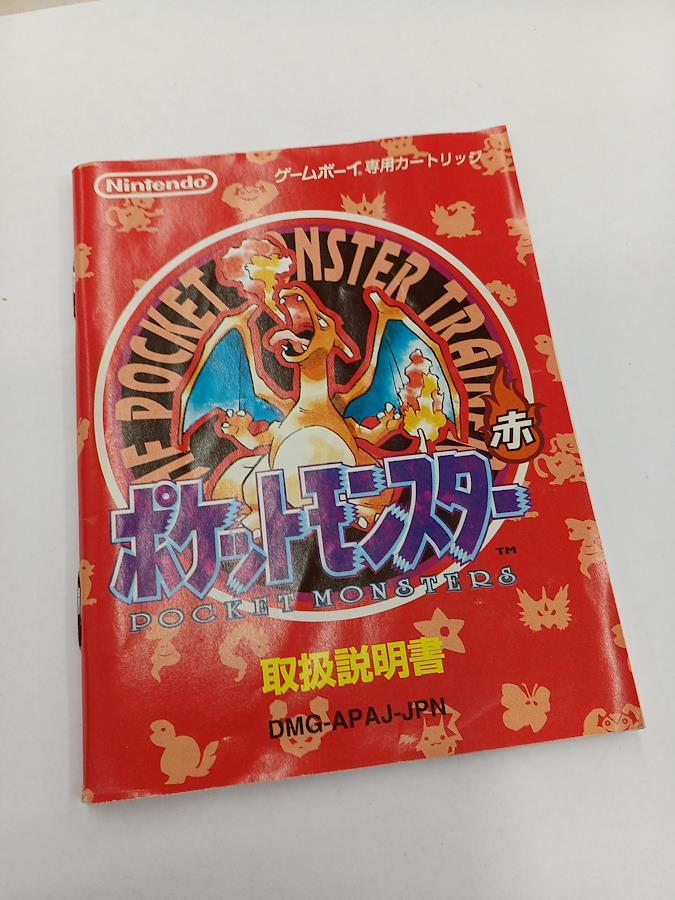 Nintendo
ゲームボーイ専用カートリッジ
OF POCKET MONSTER TRAINER
赤
ポケットモンスター
TM
POCKET MONSTERS
取扱説明書
DMG-APAJ-JPN